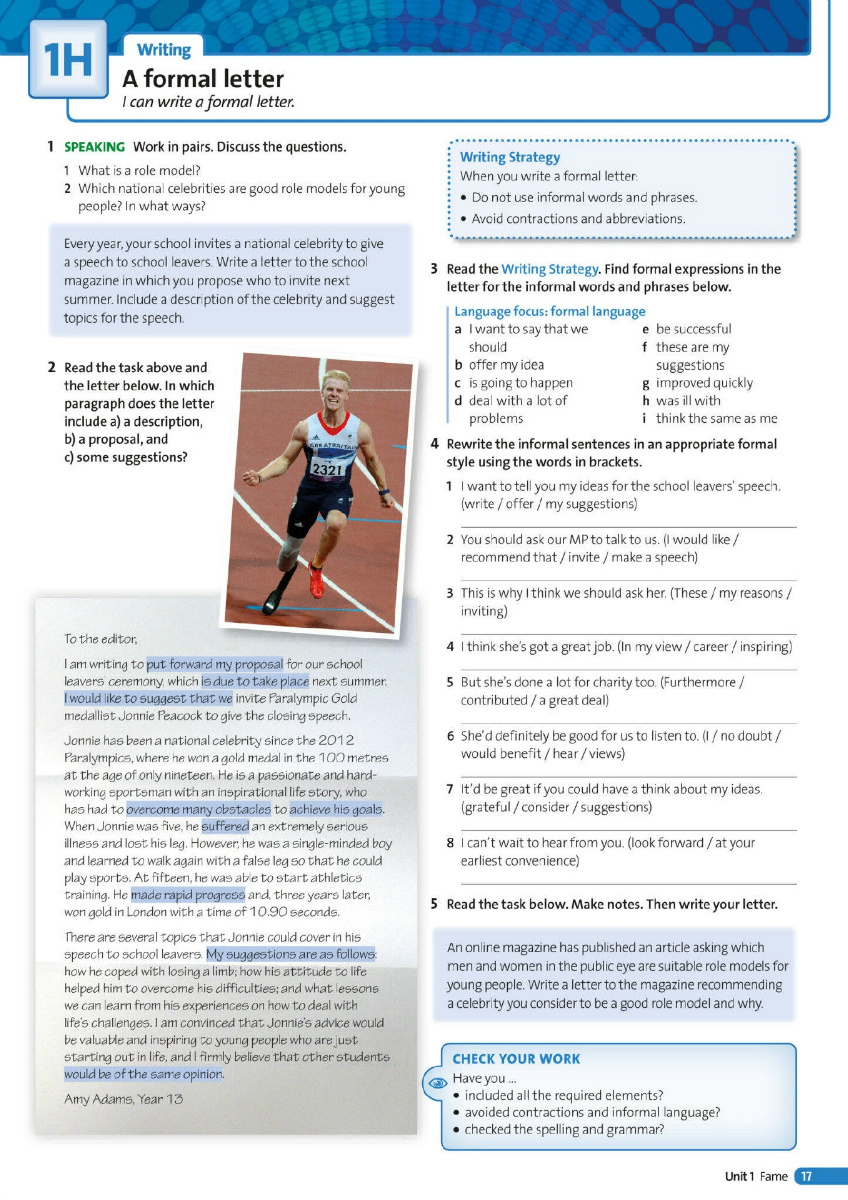 1H
Writing
A formal letter
I can write a formal letter.
1 SPEAKING Work in pairs. Discuss the questions.
1 What is a role model?
2 Which national celebrities are good role models for young
people? In what ways?
Every year, your school invites a national celebrity to give
a speech to school leavers. Write a letter to the school
magazine in which you propose who to invite next
summer. Include a description of the celebrity and suggest
topics for the speech.
2 Read the task above and
the letter below. In which
paragraph does the letter
include a) a description,
b) a proposal, and
c) some suggestions?
GREAT BRITAIN
2321
To the editor,
I am writing to put forward my proposal for our school
leavers' ceremony, which is due to take place next summer.
I would like to suggest that we invite Paralympic Gold
medallist Jonnie Peacock to give the closing speech.
Jonnie has been a national celebrity since the 2012
Paralympics, where he won a gold medal in the 100 metres
at the age of only nineteen. He is a passionate and hard-
working sportsman with an inspirational life story, who
has had to overcome many obstacles to achieve his goals.
When Jonnie was five, he suffered an extremely serious
illness and lost his leg. However, he was a single-minded boy
and learned to walk again with a false leg so that he could
play sports. At fifteen, he was able to start athletics
training. He made rapid progress and, three years later,
won gold in London with a time of 10.90 seconds.
There are several topics that Jonnie could cover in his
speech to school leavers. My suggestions are as follows:
how he coped with losing a limb; how his attitude to life
helped him to overcome his difficulties; and what lessons
we can learn from his experiences on how to deal with
life's challenges. I am convinced that Jonnie's advice would
be valuable and inspiring to young people who are just
starting out in life, and I firmly believe that other students
would be of the same opinion.
Amy Adams, Year 13
Writing Strategy
When you write a formal letter:
• Do not use informal words and phrases.
• Avoid contractions and abbreviations.
3 Read the Writing Strategy. Find formal expressions in the
letter for the informal words and phrases below.
Language focus: formal language
a I want to say that we
should
b offer my idea
c is going to happen
d deal with a lot of
problems
e be successful
f these are my
suggestions
g improved quickly
h was ill with
i think the same as me
4 Rewrite the informal sentences in an appropriate formal
style using the words in brackets.
1 I want to tell you my ideas for the school leavers' speech.
(write / offer / my suggestions)
2 You should ask our MP to talk to us. (I would like /
recommend that / invite / make a speech)
3 This is why I think we should ask her. (These / my reasons /
inviting)
4 I think she's got a great job. (In my view / career / inspiring)
5 But she's done a lot for charity too. (Furthermore /
contributed / a great deal)
6 She'd definitely be good for us to listen to. (I / no doubt /
would benefit / hear / views)
7 It'd be great if you could have a think about my ideas.
(grateful / consider / suggestions)
8 I can't wait to hear from you. (look forward / at your
earliest convenience)
5 Read the task below. Make notes. Then write your letter.
An online magazine has published an article asking which
men and women in the public eye are suitable role models for
young people. Write a letter to the magazine recommending
a celebrity you consider to be a good role model and why.
CHECK YOUR WORK
Have you ...
• included all the required elements?
• avoided contractions and informal language?
• checked the spelling and grammar?
Unit 1 Fame 17